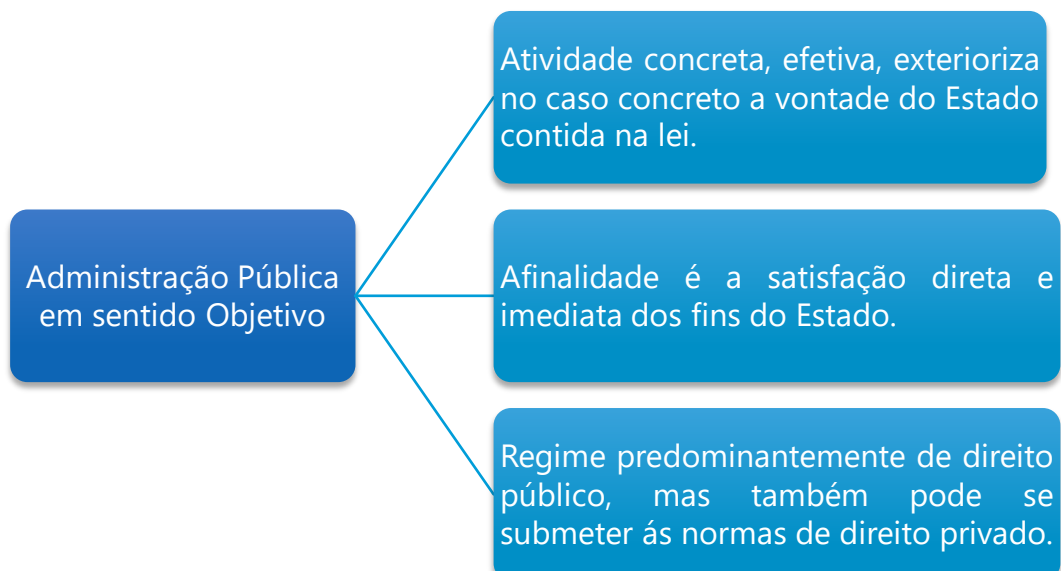 Atividade concreta, efetiva, exterioriza
no caso concreto a vontade do Estado
contida na lei.
Administração Pública
em sentido Objetivo
Afinalidade é a satisfação direta e
imediata dos fins do Estado.
Regime predominantemente de direito
público, mas também pode se
submeter ás normas de direito privado.